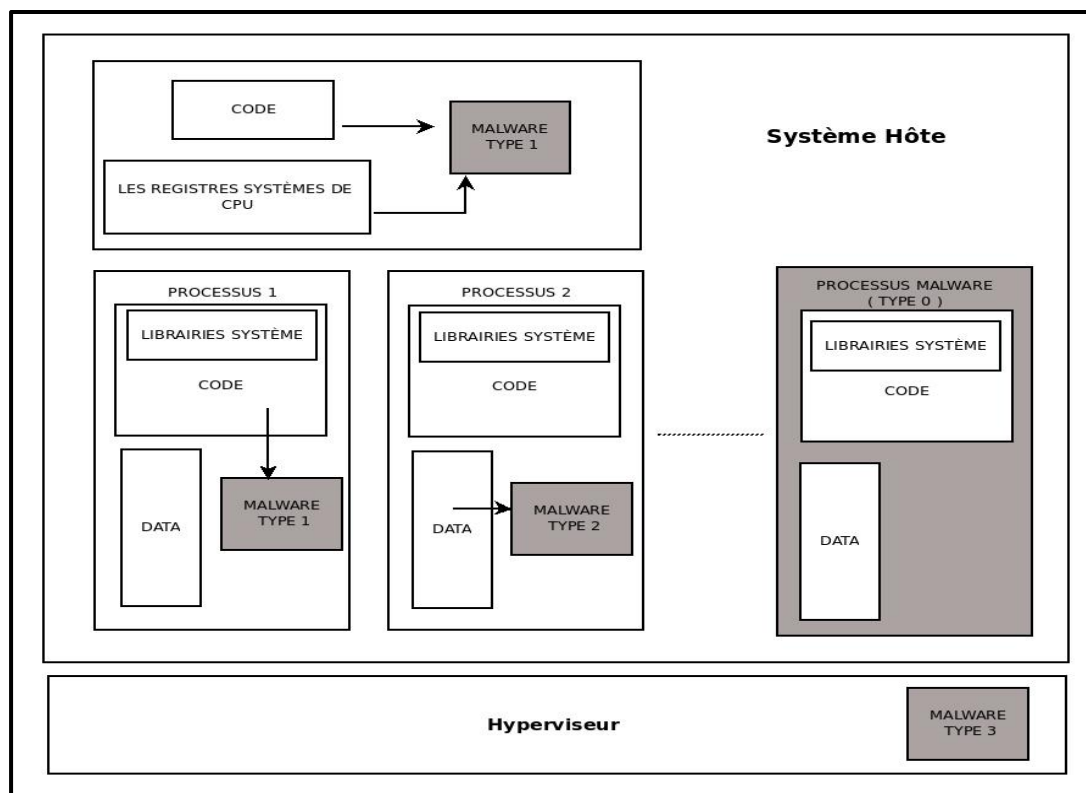 CODE
MALWARE
TYPE 1
Système Hôte
LES REGISTRES SYSTÈMES DE
CPU
PROCESSUS 1
LIBRAIRIES SYSTÈME
CODE
DATA
MALWARE
TYPE 1
PROCESSUS 2
LIBRAIRIES SYSTÈME
CODE
DATA
MALWARE
TYPE 2
PROCESSUS MALWARE
( TYPE 0 )
LIBRAIRIES SYSTÈME
CODE
DATA
Hyperviseur
MALWARE
TYPE 3